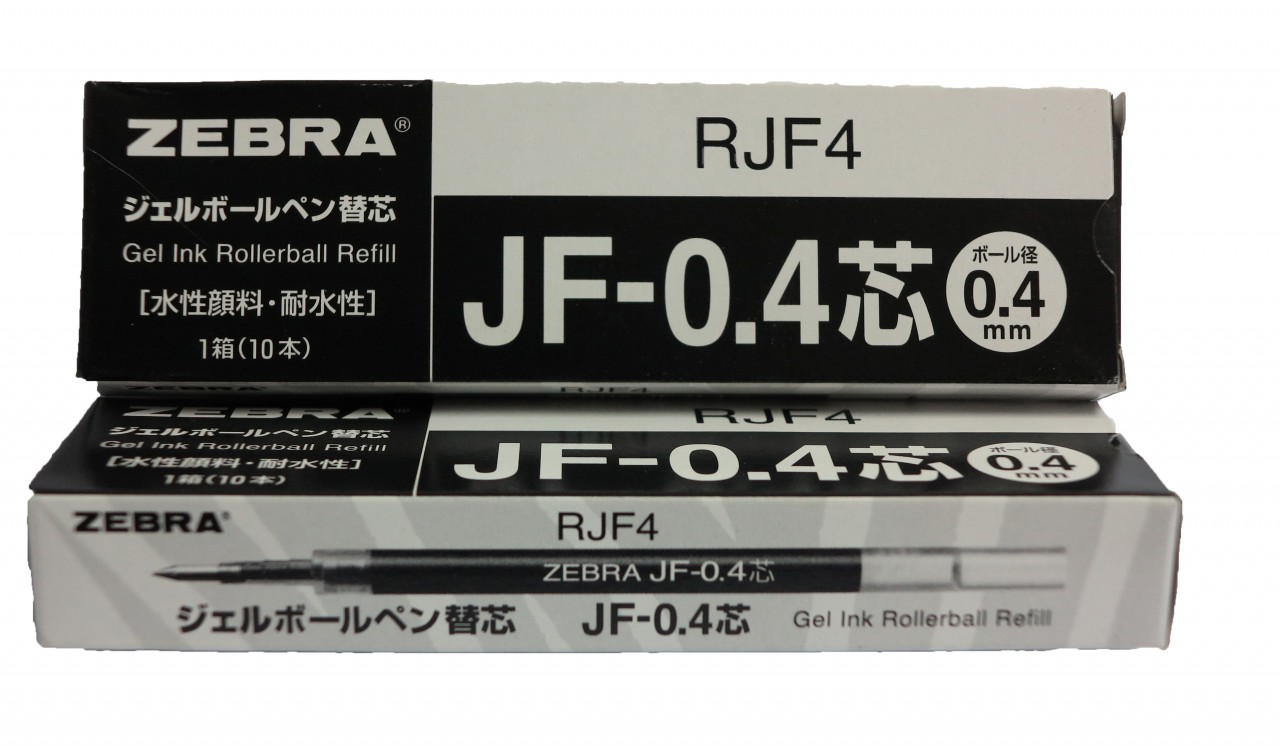 ZEBRA®
ジェルボールペン替芯
Gel Ink Rollerball Refill
[水性顔料・耐水性]
1箱(10本)
RJF4
JF-0.4芯
ボール径
0.4
mm
ZEBRA
RJF4
ZEBRA®
ジェルボールペン替芯
Gel Ink Rollerball Refill
[水性顔料・耐水性]
1箱(10本)
RJF4
JF-0.4芯
ボール径
0.4
mm
ZEBRA®
RJF4
ZEBRA JF-0.4芯
ジェルボールペン替芯 JF-0.4芯 Gel Ink Rollerball Refill